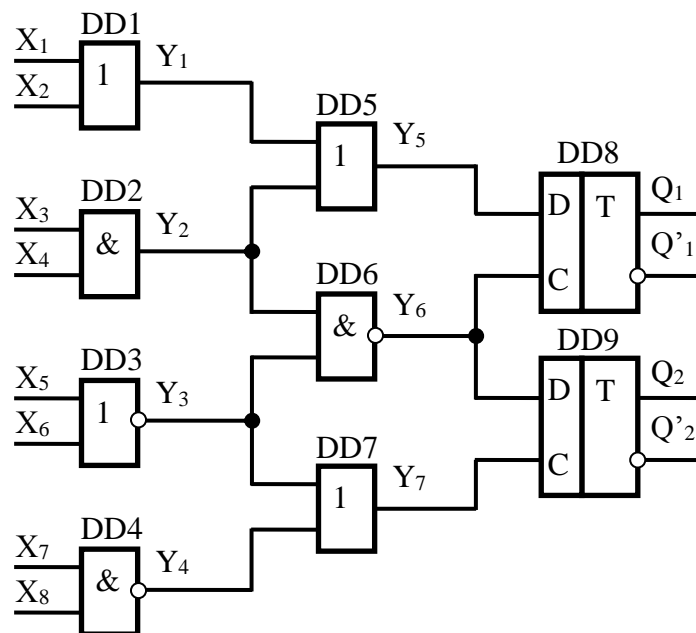 DD1
X1
Y1
1
X2
DD5
Y5
1
DD8
Q1
D
T
DD2
X3
Y2
&
X4
Q’1
C
DD6
Y6
&
DD9
Q2
D
T
DD3
X5
Y3
1
X6
Q’2
C
DD7
Y7
1
DD4
X7
Y4
&
X8